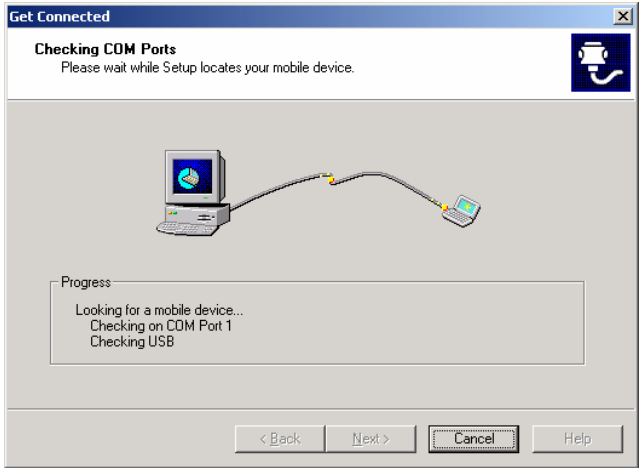 Get Connected
Checking COM Ports
Please wait while Setup locates your mobile device.
Progress
Looking for a mobile device...
Checking on COM Port 1
Checking USB
< Back Next > Cancel Help